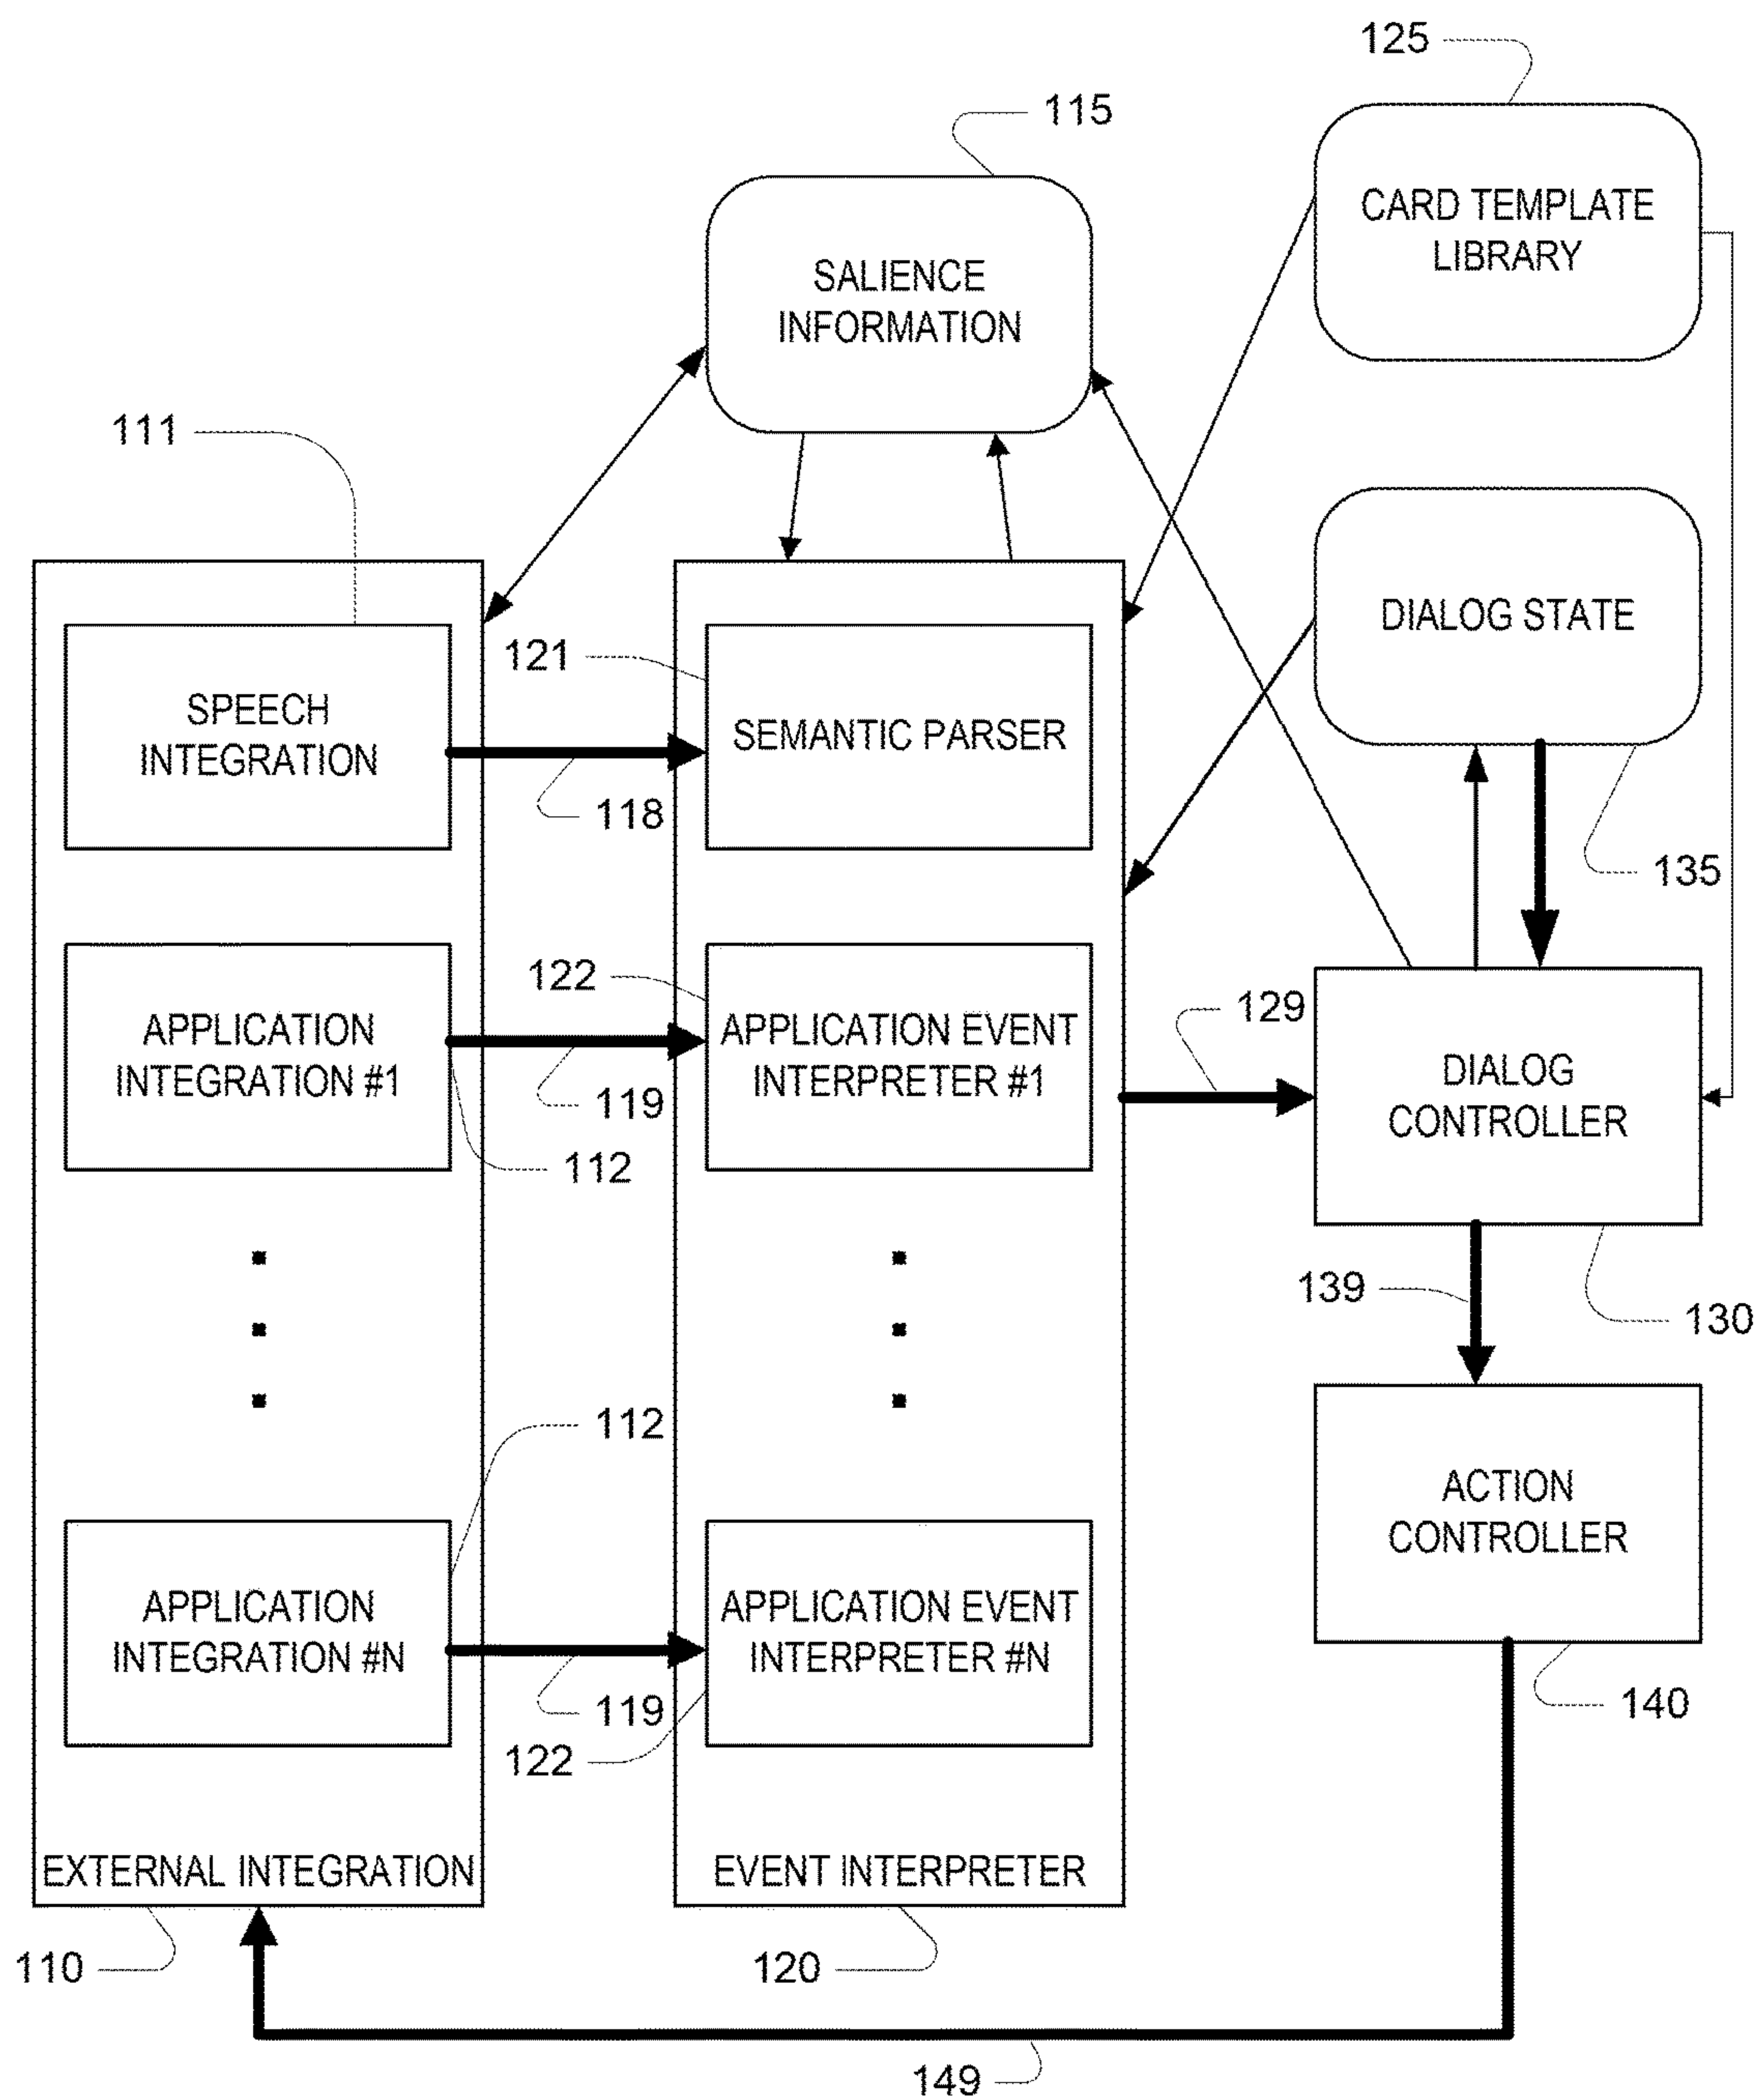 125
115
CARD TEMPLATE
LIBRARY
SALIENCE
INFORMATION
111
DIALOG STATE
121
SPEECH
INTEGRATION
SEMANTIC PARSER
118
135
122
129
APPLICATION
INTEGRATION #1
APPLICATION EVENT
INTERPRETER #1
DIALOG
CONTROLLER
119
112
139
130
112
ACTION
CONTROLLER
APPLICATION
INTEGRATION #N
APPLICATION EVENT
INTERPRETER #N
119
140
122
EXTERNAL INTEGRATION
EVENT INTERPRETER
110
120
149